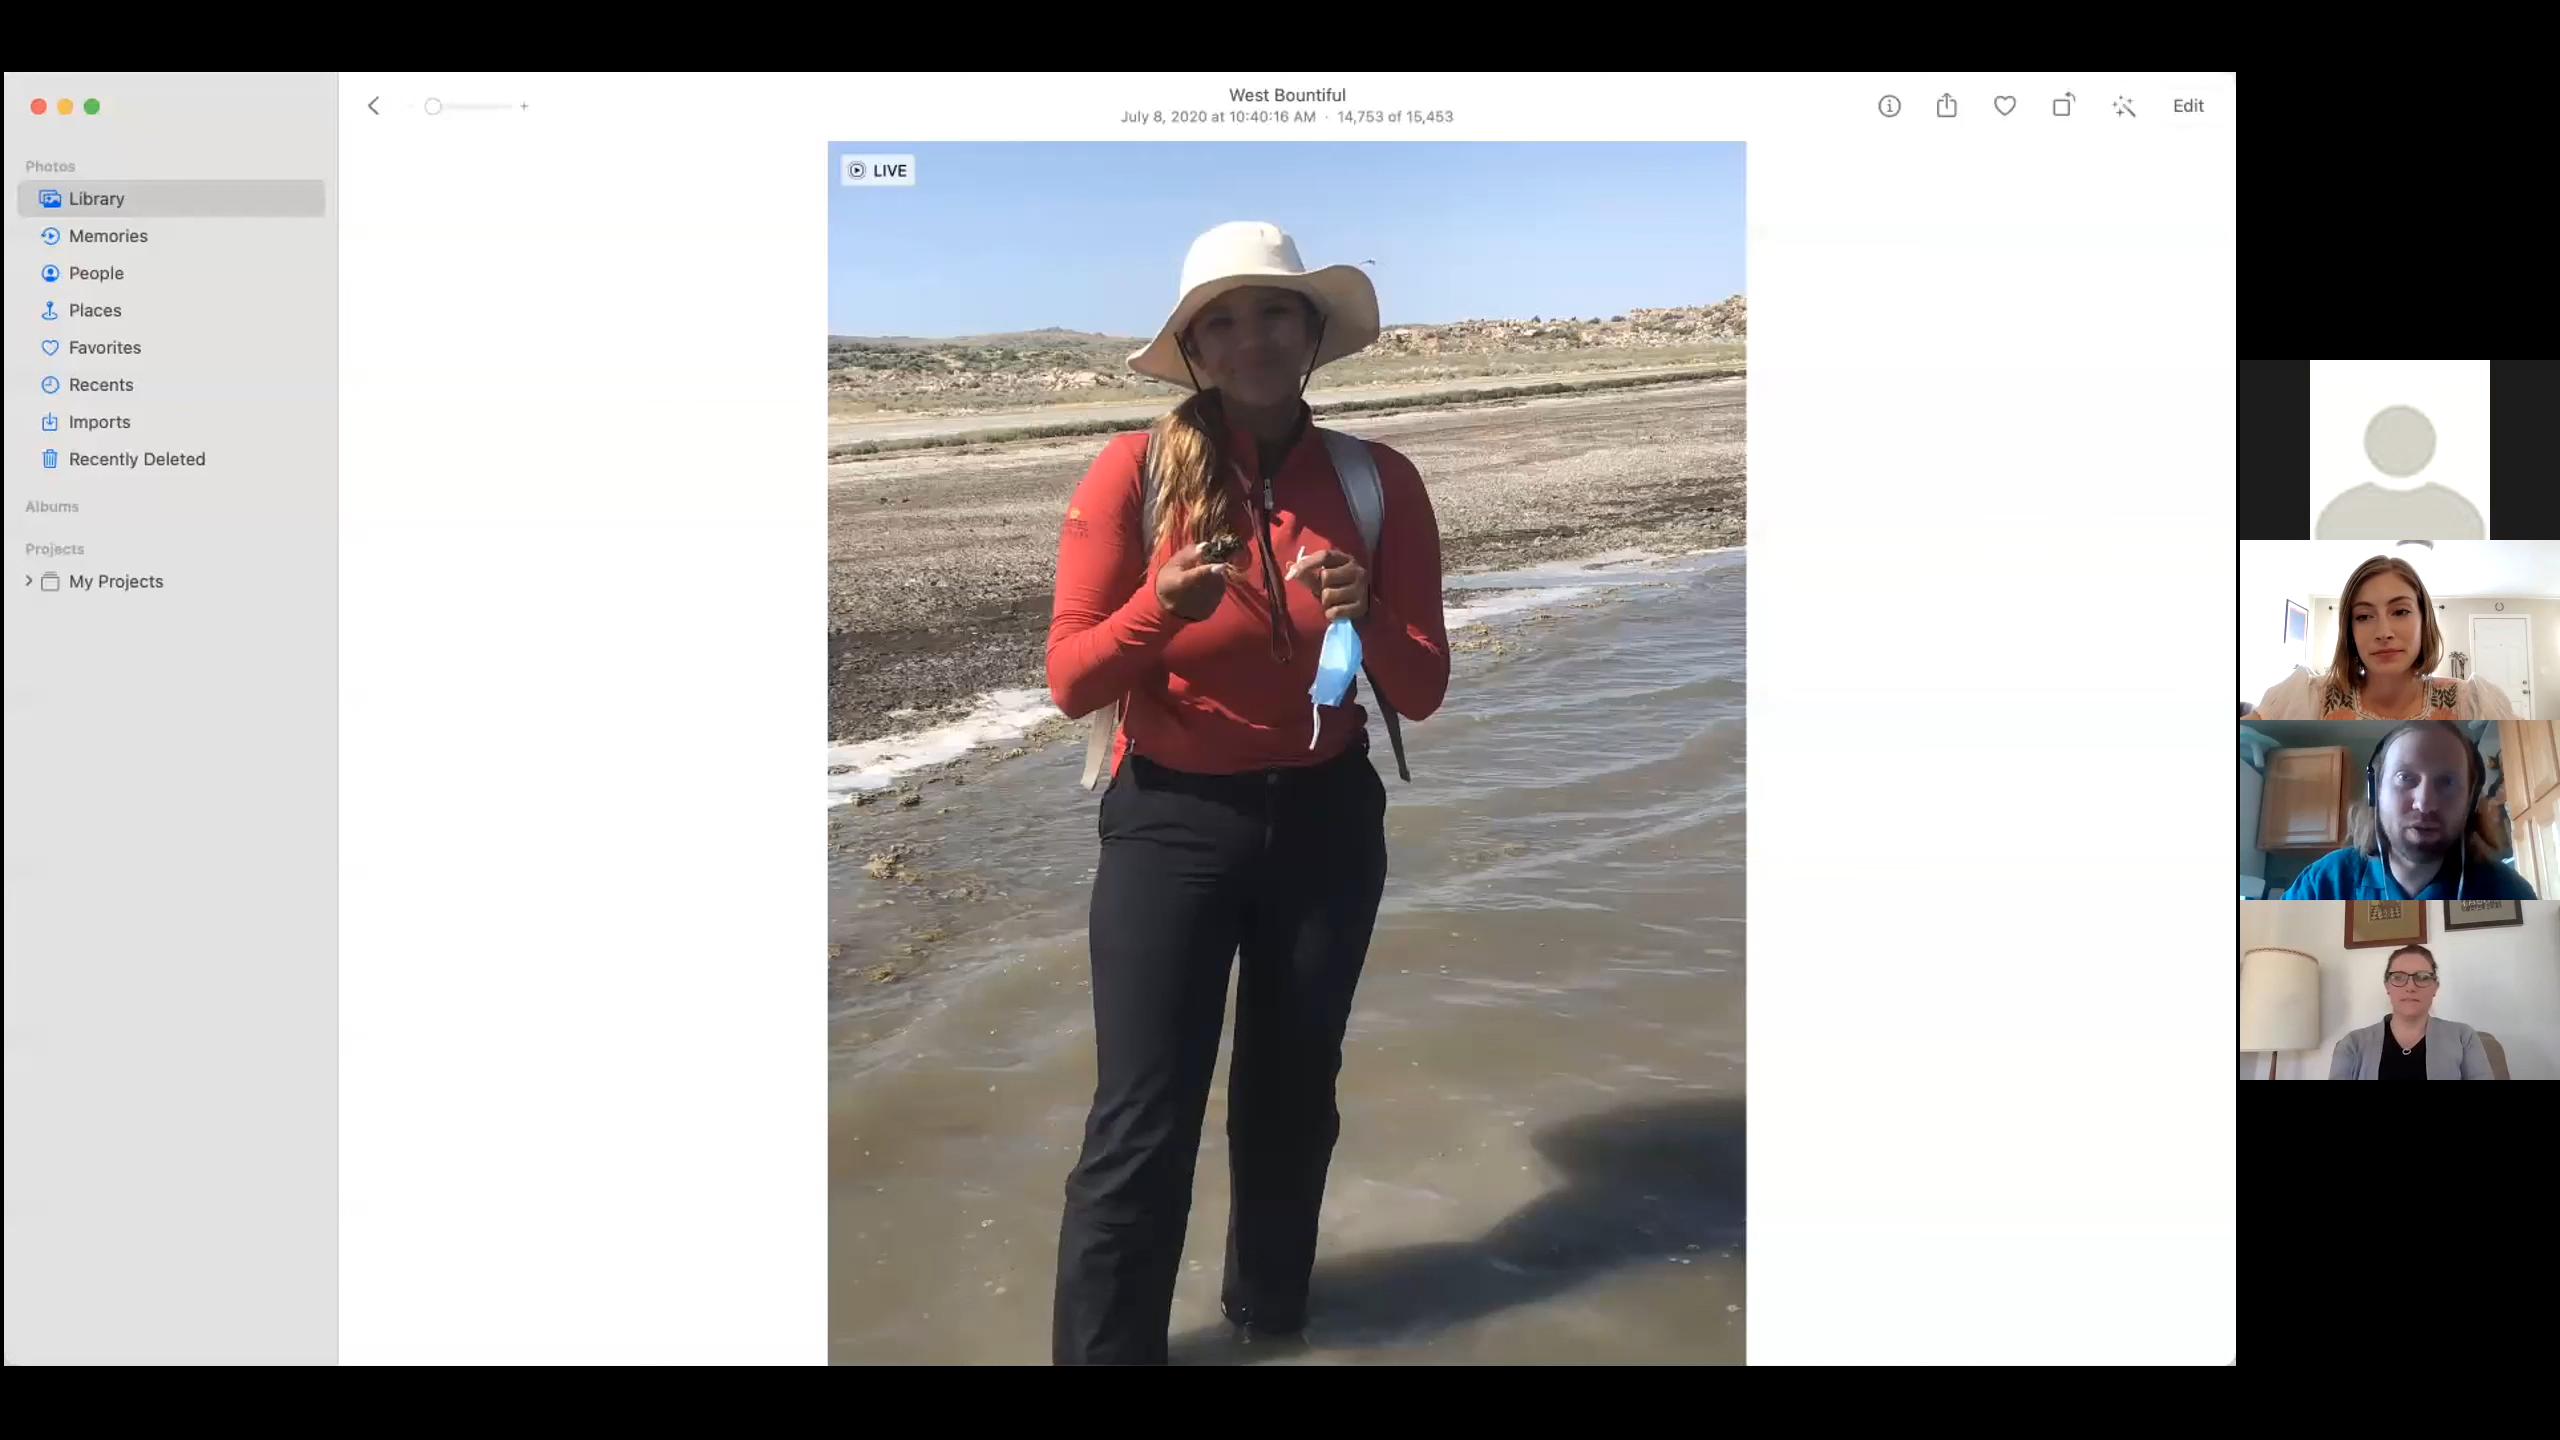 West Bountiful
July 8, 2020 at 10:40:16 AM · 14,753 of 15,453
Edit
Photos
Library
Memories
People
Places
Favorites
Recents
Imports
Recently Deleted
Albums
Projects
My Projects
LIVE